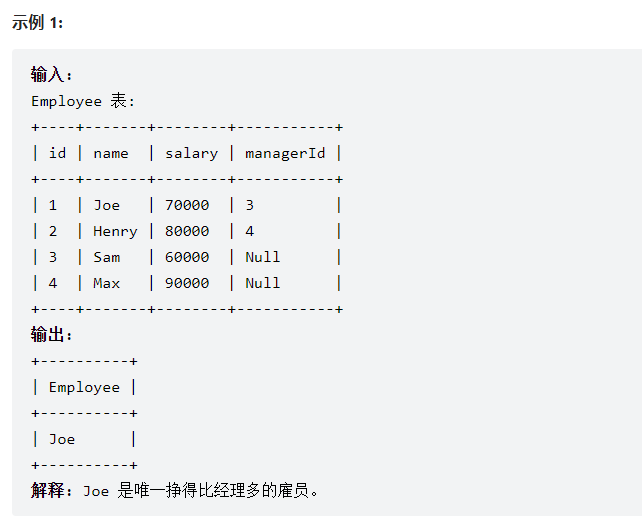 示例 1:
输入：
Employee 表:
+----+-------+--------+-----------+
| id | name  | salary | managerId |
+----+-------+--------+-----------+
| 1  | Joe   | 70000  | 3         |
| 2  | Henry | 80000  | 4         |
| 3  | Sam   | 60000  | Null      |
| 4  | Max   | 90000  | Null      |
+----+-------+--------+-----------+
输出：
+----------+
| Employee |
+----------+
| Joe      |
+----------+
解释：Joe 是唯一挣得比经理多的雇员。